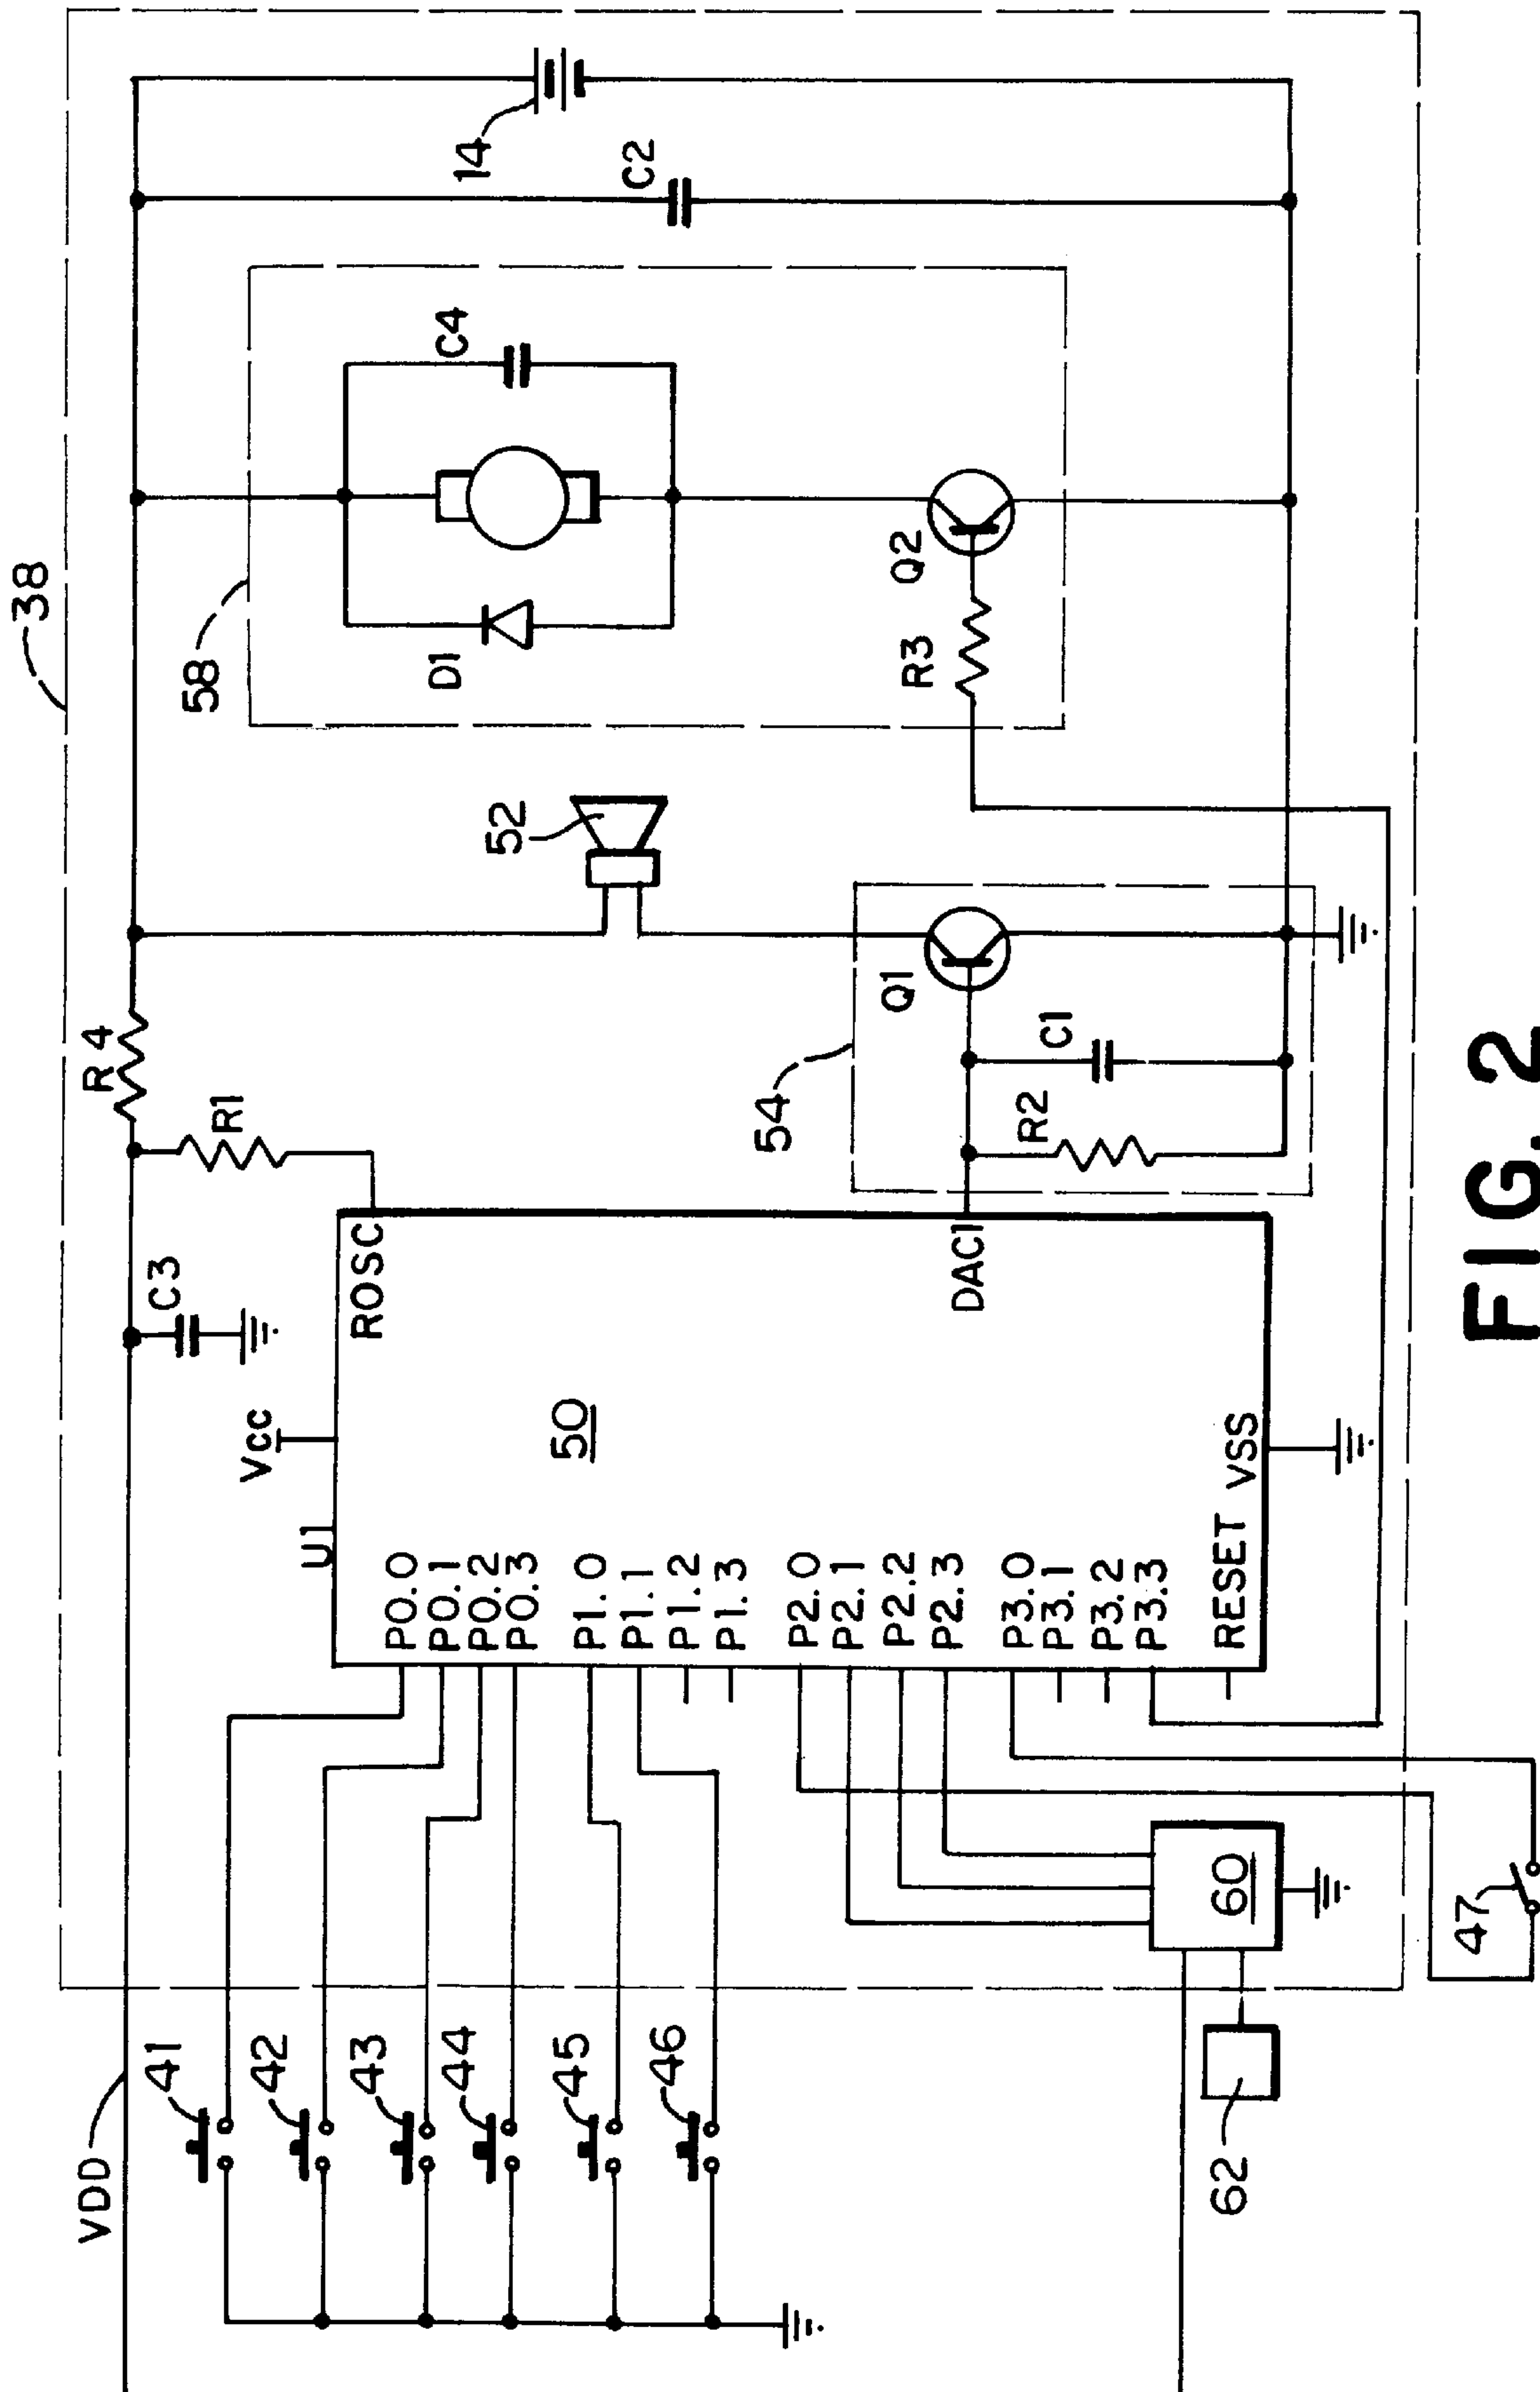 38
VDD
Vcc
C3
R4
R1
U1
ROSC
50
P0.0
P0.1
P0.2
P0.3
P1.0
P1.1
P1.2
P1.3
P2.0
P2.1
P2.2
P2.3
P3.0
P3.1
P3.2
P3.3
RESET
VSS
DAC1
41
42
43
44
45
46
47
60
62
52
54
Q1
C1
R2
58
D1
C4
Q2
R3
C2
14
FIG. 2